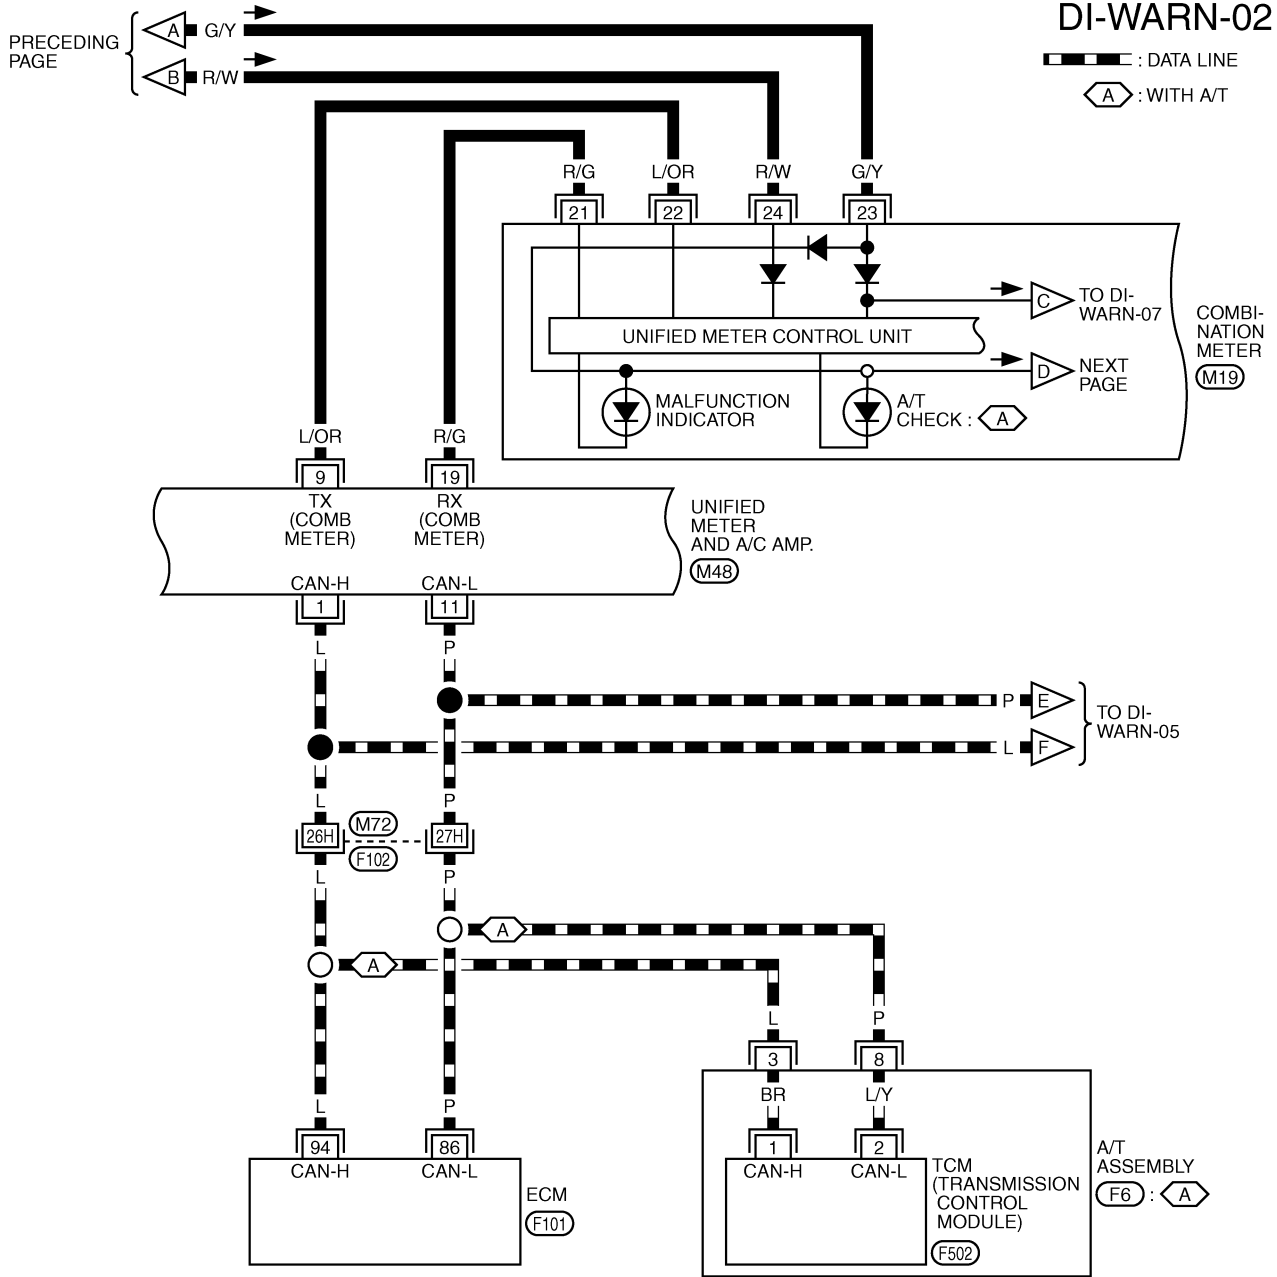 DI-WARN-02
: DATA LINE
A : WITH A/T
PRECEDING
PAGE
A G/Y
B R/W
R/G L/OR R/W G/Y
21 22 24 23
C TO DI-
WARN-07
UNIFIED METER CONTROL UNIT
D NEXT
PAGE
MALFUNCTION
INDICATOR
A/T
CHECK : A
COMBI-
NATION
METER
M19
L/OR R/G
9 19
TX
(COMB
METER)
RX
(COMB
METER)
CAN-H CAN-L
1 11
UNIFIED
METER
AND A/C AMP.
M48
L P
P E
L F
TO DI-
WARN-05
L P
26H M72 27H
F102
L P
A
A
L P
3 8
BR L/Y
1 2
CAN-H CAN-L
TCM
(TRANSMISSION
CONTROL
MODULE)
F502
A/T
ASSEMBLY
F6 : A
L P
94 86
CAN-H CAN-L
ECM
F101